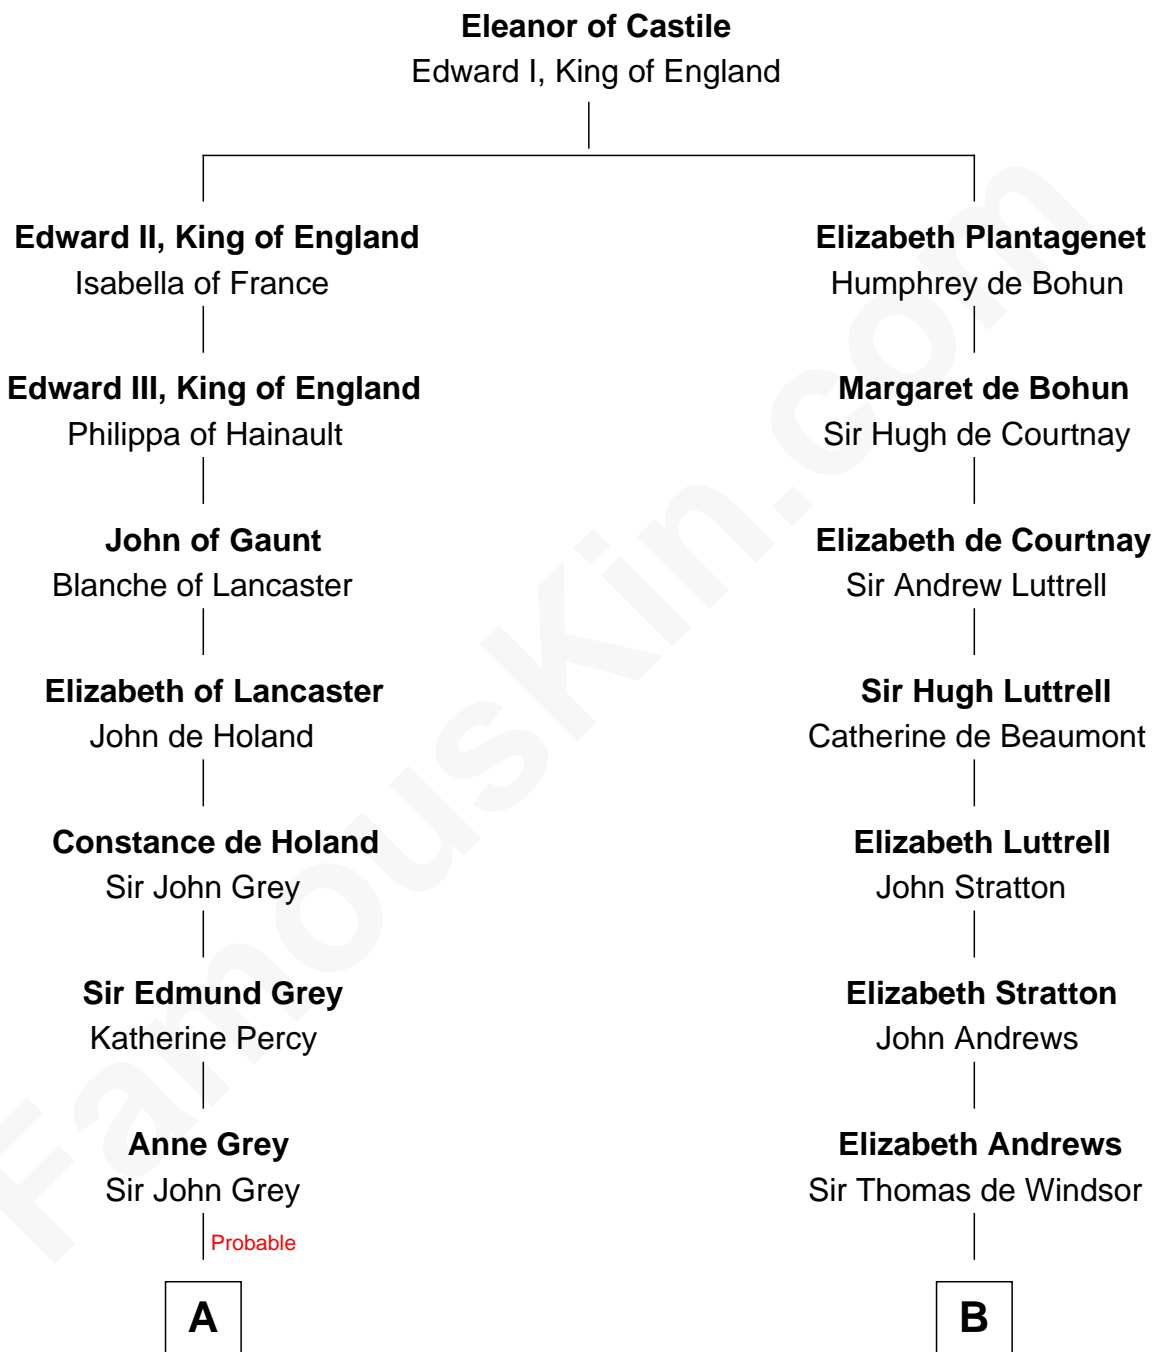 Eleanor of Castile
Edward I, King of England
Edward II, King of England
Isabella of France
Edward III, King of England
Philippa of Hainault
John of Gaunt
Blanche of Lancaster
Elizabeth of Lancaster
John de Holand
Constance de Holand
Sir John Grey
Sir Edmund Grey
Katherine Percy
Anne Grey
Sir John Grey
Probable
A
Elizabeth Plantagenet
Humphrey de Bohun
Margaret de Bohun
Sir Hugh de Courtnay
Elizabeth de Courtnay
Sir Andrew Luttrell
Sir Hugh Luttrell
Catherine de Beaumont
Elizabeth Luttrell
John Stratton
Elizabeth Stratton
John Andrews
Elizabeth Andrews
Sir Thomas de Windsor
B
FamousKin.com